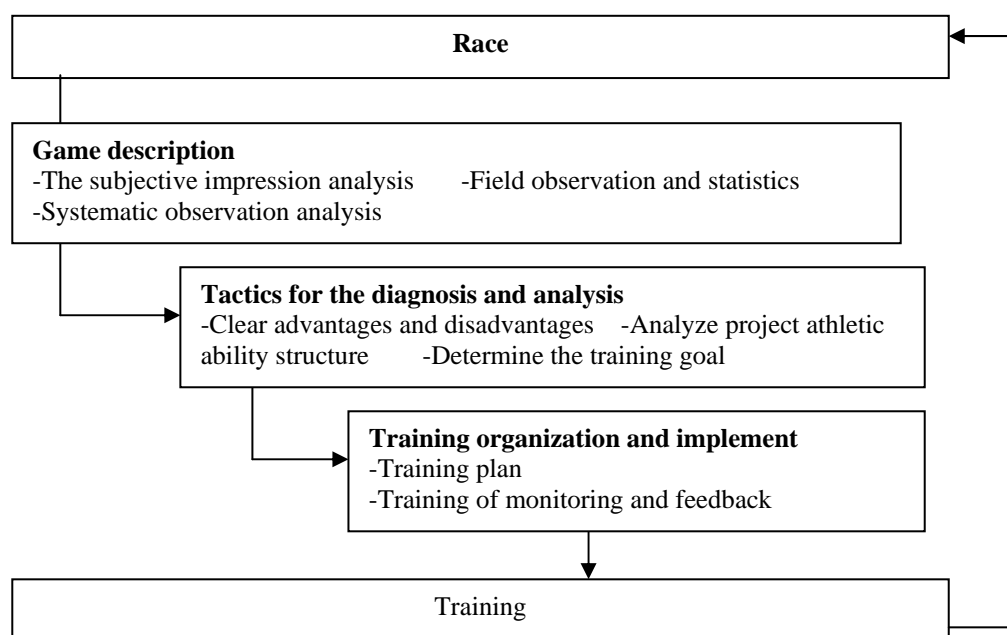 Race
Game description
-The subjective impression analysis -Field observation and statistics
-Systematic observation analysis
Tactics for the diagnosis and analysis
-Clear advantages and disadvantages -Analyze project athletic
ability structure -Determine the training goal
Training organization and implement
-Training plan
-Training of monitoring and feedback
Training